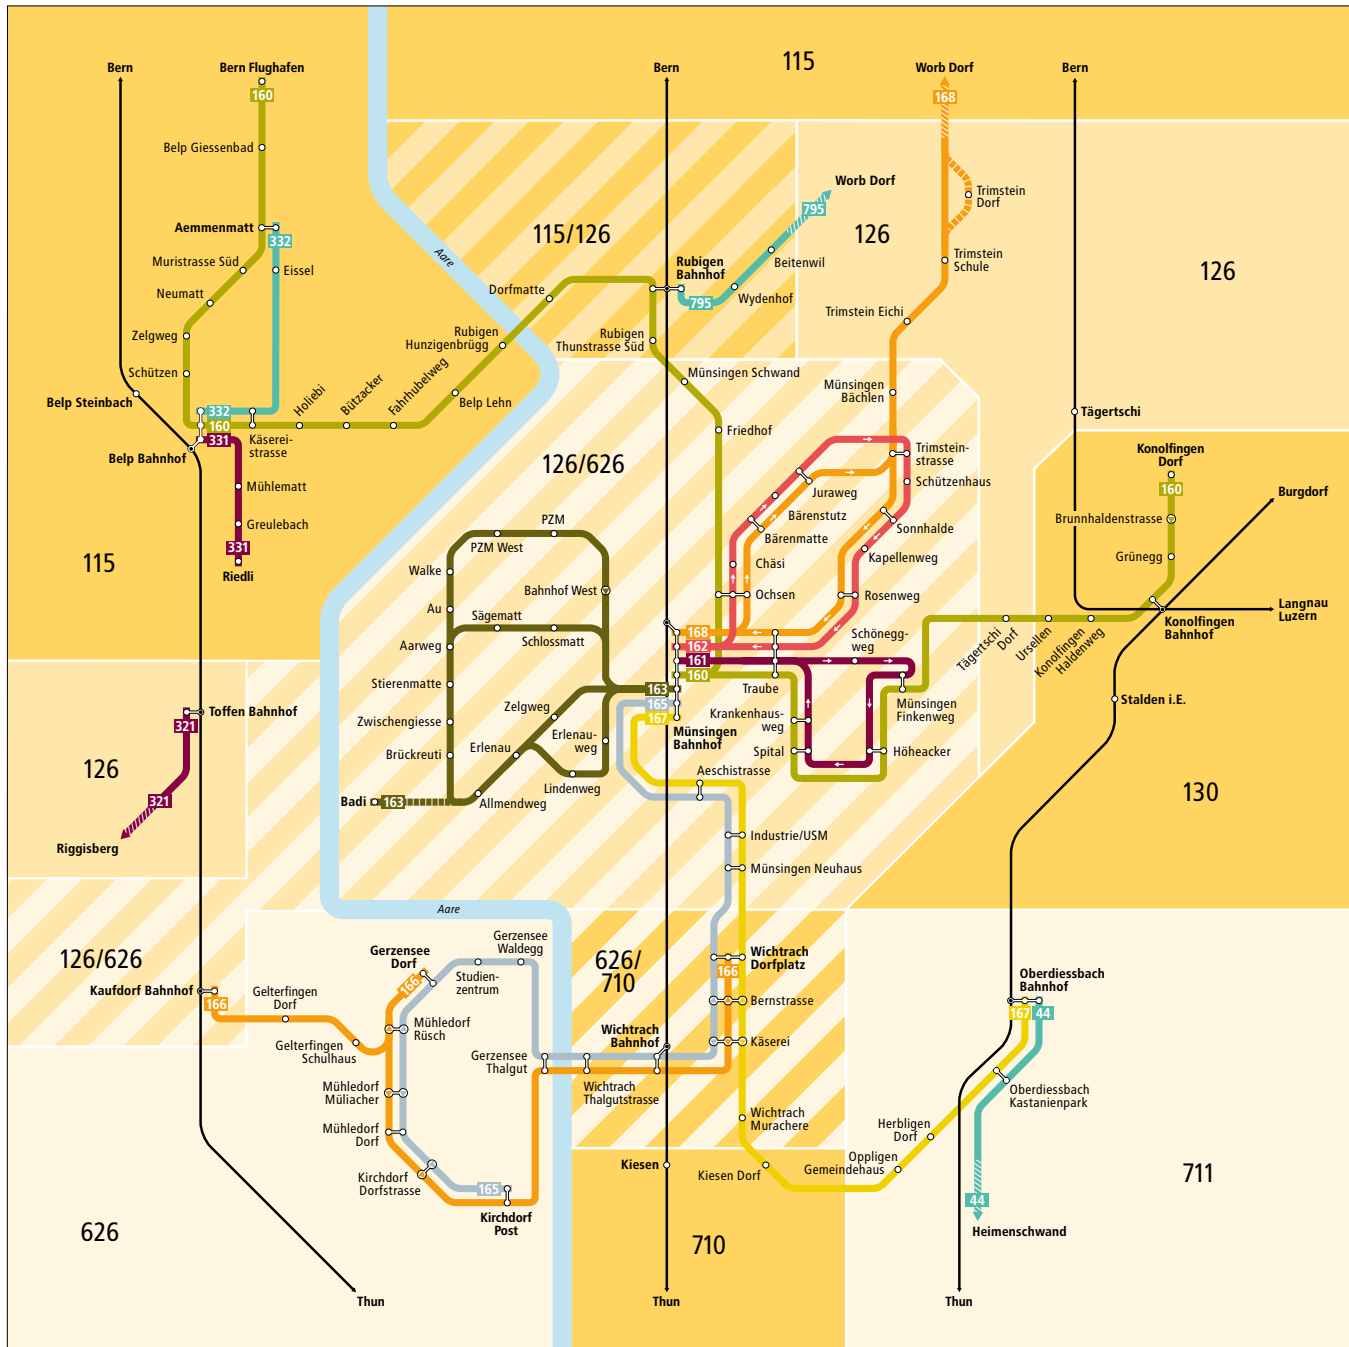 115
Bern
Bern Flughafen
Bern
Worb Dorf
Bern
160
168
Belp Giessenbad
Worb Dorf
795
Trimstein
Dorf
Aemmenmatt
332
115/126
126
Aare
Muristrasse Süd
Eissel
Rubigen
Bahnhof
Beitenwil
Trimstein
Schule
126
Neumatt
Dorfmatte
795
Wydenhof
Zelgweg
Rubigen
Hunzigenbrügg
Rubigen
Thunstrasse Süd
Trimstein Eichi
Schützen
Münsingen Schwand
Münsingen
Bächlen
Belp Steinbach
332
160
331
Holiebi
Bützacker
Fahrhubelweg
Belp Lehn
Tägertschi
Käserei-
strasse
Friedhof
Belp Bahnhof
126/626
Trimstein-
strasse
Konolfingen
Dorf
Mühlematt
Juraweg
Schützenhaus
160
Burgdorf
Greulebach
Bärenstutz
Sonnhalde
Brunnhaldenstrasse
PZM
PZM West
Bärenmatte
331
Riedli
115
Walke
Bahnhof West
Chäsi
Kapellenweg
Grünegg
Au
Sägematt
Ochsen
Rosenweg
Langnau
Luzern
Konolfingen
Bahnhof
Aarweg
Schlossmatt
168
162
161
160
Schönegg-
weg
Tägertschi
Dorf
Ursellen
Konolfingen
Haldenweg
Stierenmatte
163
165
167
Traube
Toffen Bahnhof
321
Zwischengiesse
Zelgweg
Münsingen
Bahnhof
Krankenhaus-
weg
Münsingen
Finkenweg
Stalden i.E.
Brückreuti
Erlenau
Erlenau-
weg
Spital
Höheacker
126
Aeschistrasse
321
Badi
163
Allmendweg
Lindenweg
130
Riggisberg
Industrie/USM
Münsingen Neuhaus
Aare
126/626
Gerzensee
Dorf
Gerzensee
Waldegg
Studien-
zentrum
626/
710
Wichtrach
Dorfplatz
166
Kaufdorf Bahnhof
166
166
Gelterfingen
Dorf
Bernstrasse
Oberdiessbach
Bahnhof
167
44
Gelterfingen
Schulhaus
Mühledorf
Rüsch
Wichtrach
Bahnhof
Käserei
Gerzensee
Thalgut
Mühledorf
Müliacher
Wichtrach
Thalgutstrasse
Oberdiessbach
Kastanienpark
Mühledorf
Dorf
Wichtrach
Murachere
Herbligen
Dorf
Kirchdorf
Dorfstrasse
Kiesen
Kiesen Dorf
Oppligen
Gemeindehaus
711
165
44
Kirchdorf
Post
626
710
Heimenschwand
Thun
Thun
Thun